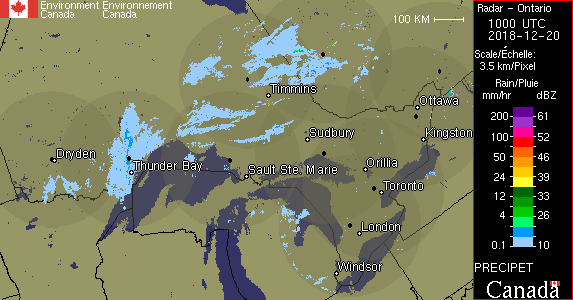 Environment Environnement
Canada Canada
100 KM
Timmins
Ottawa
Sudbury
Kingston
Dryden
Thunder Bay
Sault Ste. Marie
Orillia
Toronto
London
Windsor
Radar - Ontario
1000 UTC
2018-12-20
Scale/Échelle:
3.5 km/Pixel
Rain/Pluie
mm/hr dBZ
200 61
100 52
50 46
24 39
12 33
4 26
0.1 10
PRECIPET
Canada